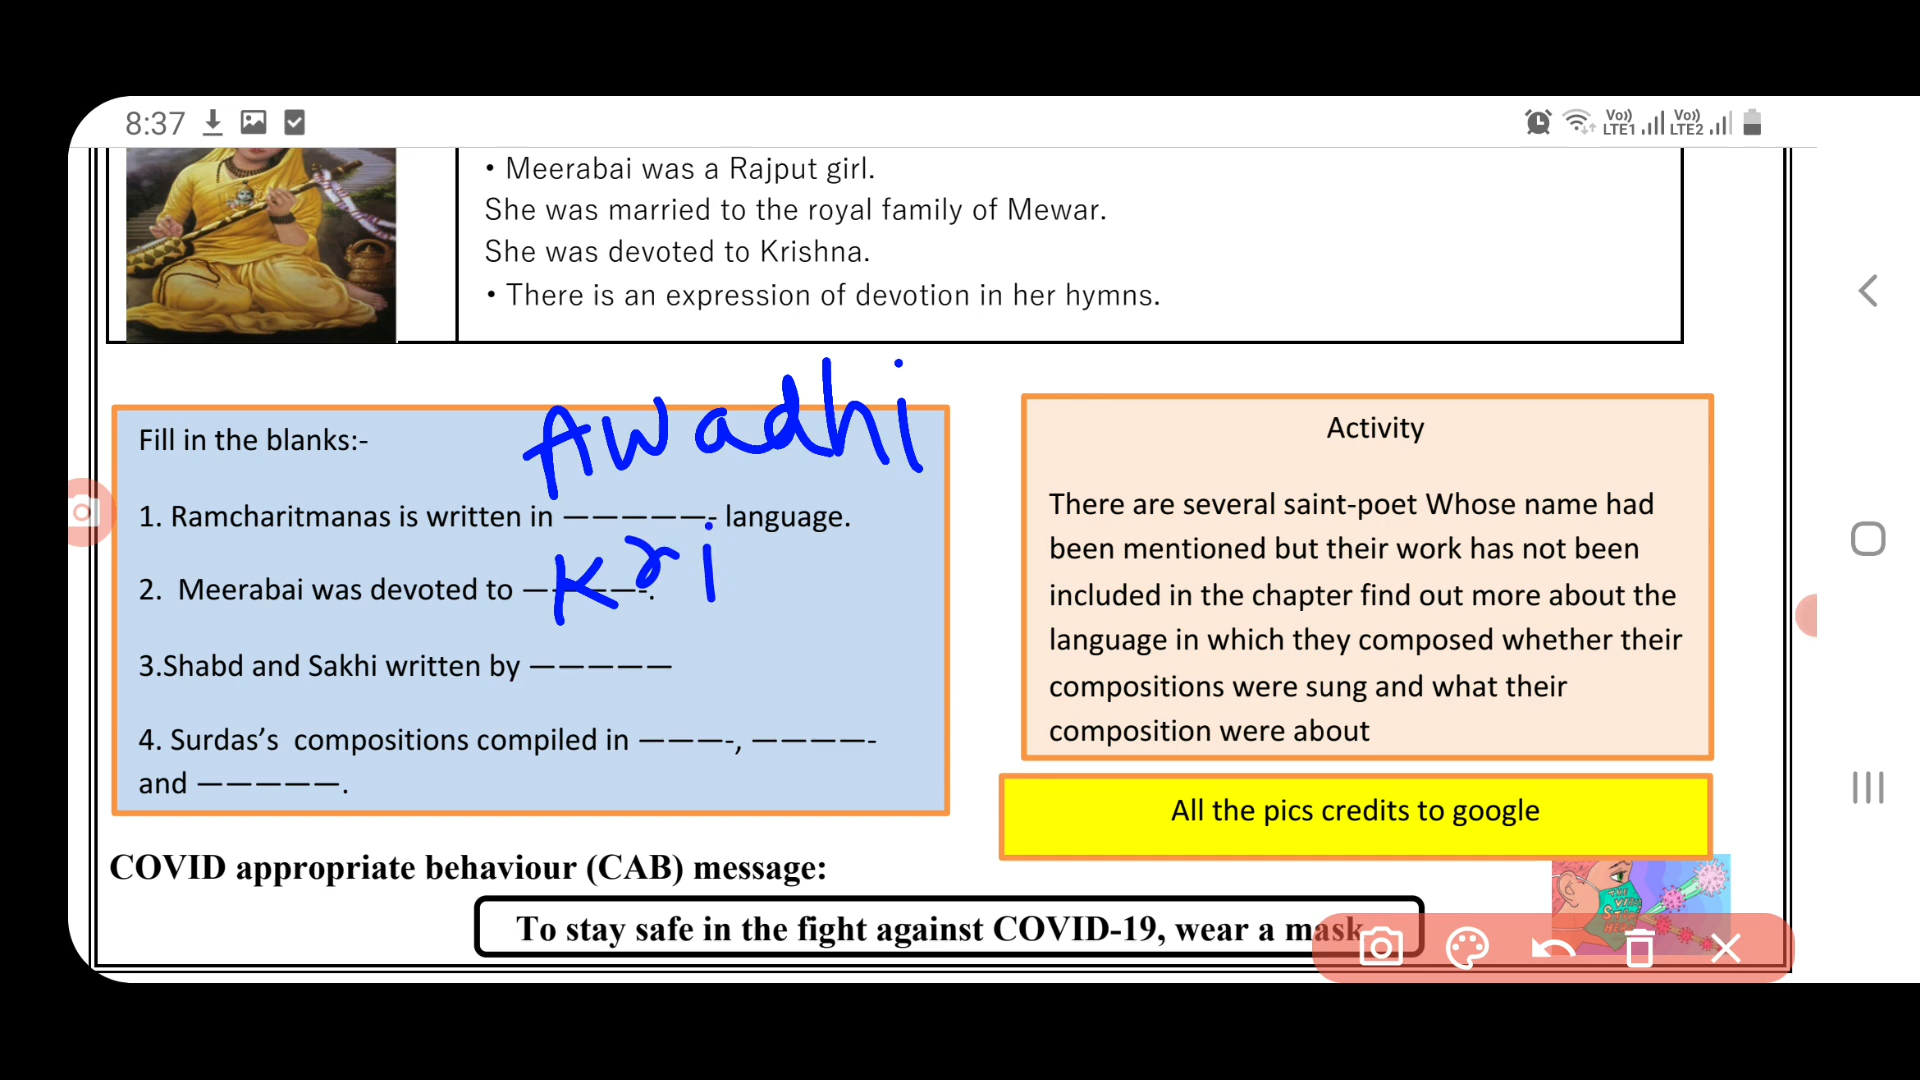 8:37
Vo)) LTE1 Vo)) LTE2
• Meerabai was a Rajput girl.
She was married to the royal family of Mewar.
She was devoted to Krishna.
• There is an expression of devotion in her hymns.
Awadhi
Fill in the blanks:-
1. Ramcharitmanas is written in —————- language.
Kri
2. Meerabai was devoted to ————-.
3.Shabd and Sakhi written by —————
4. Surdas’s compositions compiled in ———-, ————-
and —————.
Activity
There are several saint-poet Whose name had
been mentioned but their work has not been
included in the chapter find out more about the
language in which they composed whether their
compositions were sung and what their
composition were about
All the pics credits to google
COVID appropriate behaviour (CAB) message:
To stay safe in the fight against COVID-19, wear a mask